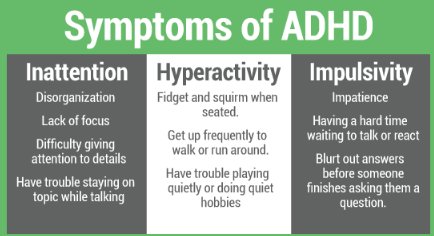 Symptoms of ADHD
Inattention
Disorganization
Lack of focus
Difficulty giving
attention to details
Have trouble staying on
topic while talking
Hyperactivity
Fidget and squirm when
seated.
Get up frequently to
walk or run around.
Have trouble playing
quietly or doing quiet
hobbies
Impulsivity
Impatience
Having a hard time
waiting to talk or react
Blurt out answers
before someone
finishes asking them a
question.